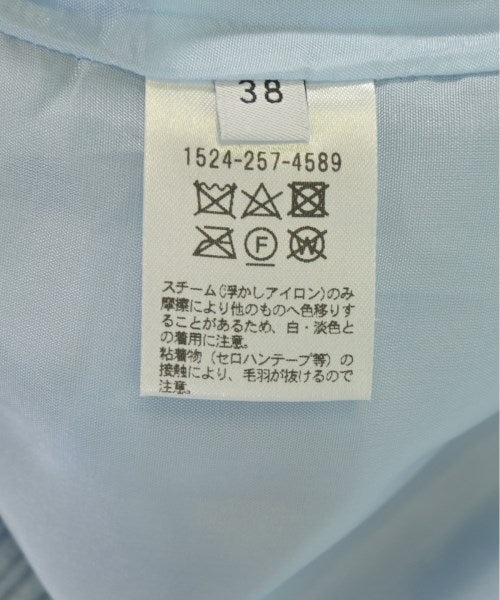 38
1524-257-4589
F
W
スチーム(浮かしアイロン)のみ
摩擦により他のものへ色移りす
ることがあるため、白・淡色と
の着用に注意。
粘着物（セロハンテープ等）の
接触により、毛羽が抜けるので
注意。